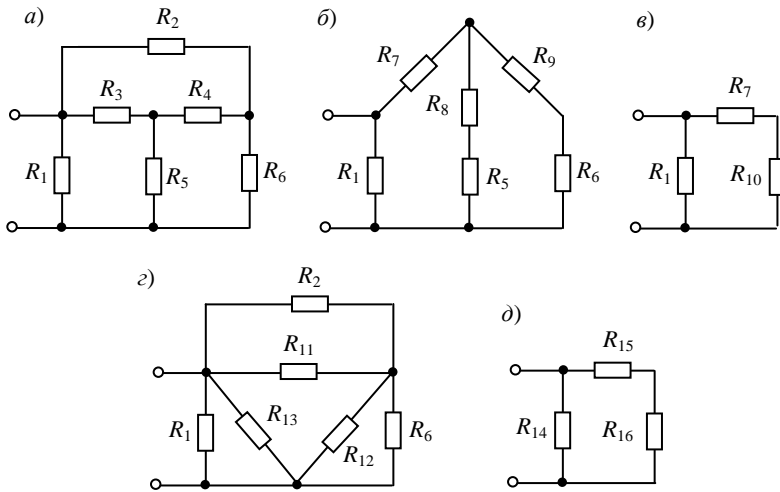 а)
R₂
R₃
R₄
R₁
R₅
R₆
б)
R₇
R₉
R₈
R₁
R₅
R₆
в)
R₇
R₁
R₁₀
г)
R₂
R₁₁
R₁
R₁₃
R₁₂
R₆
д)
R₁₅
R₁₄
R₁₆